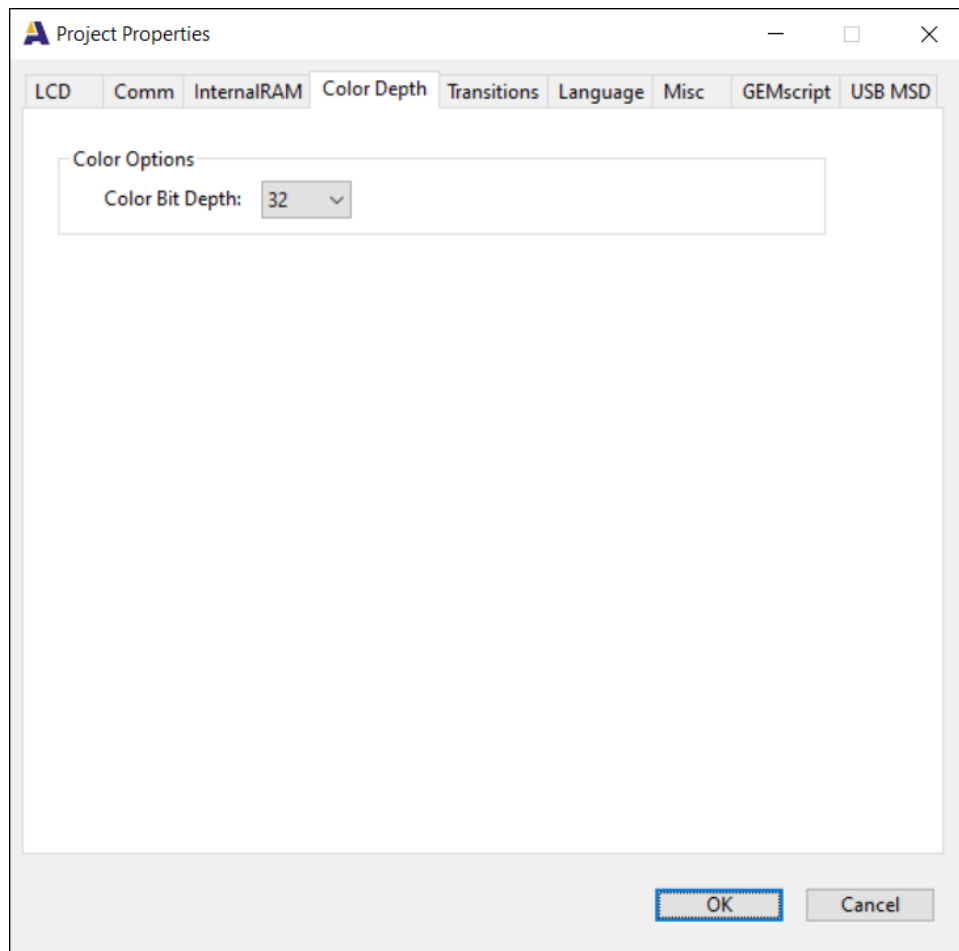 Project Properties
LCD Comm InternalRAM Color Depth Transitions Language Misc GEMscript USB MSD
Color Options
Color Bit Depth: 32
OK Cancel